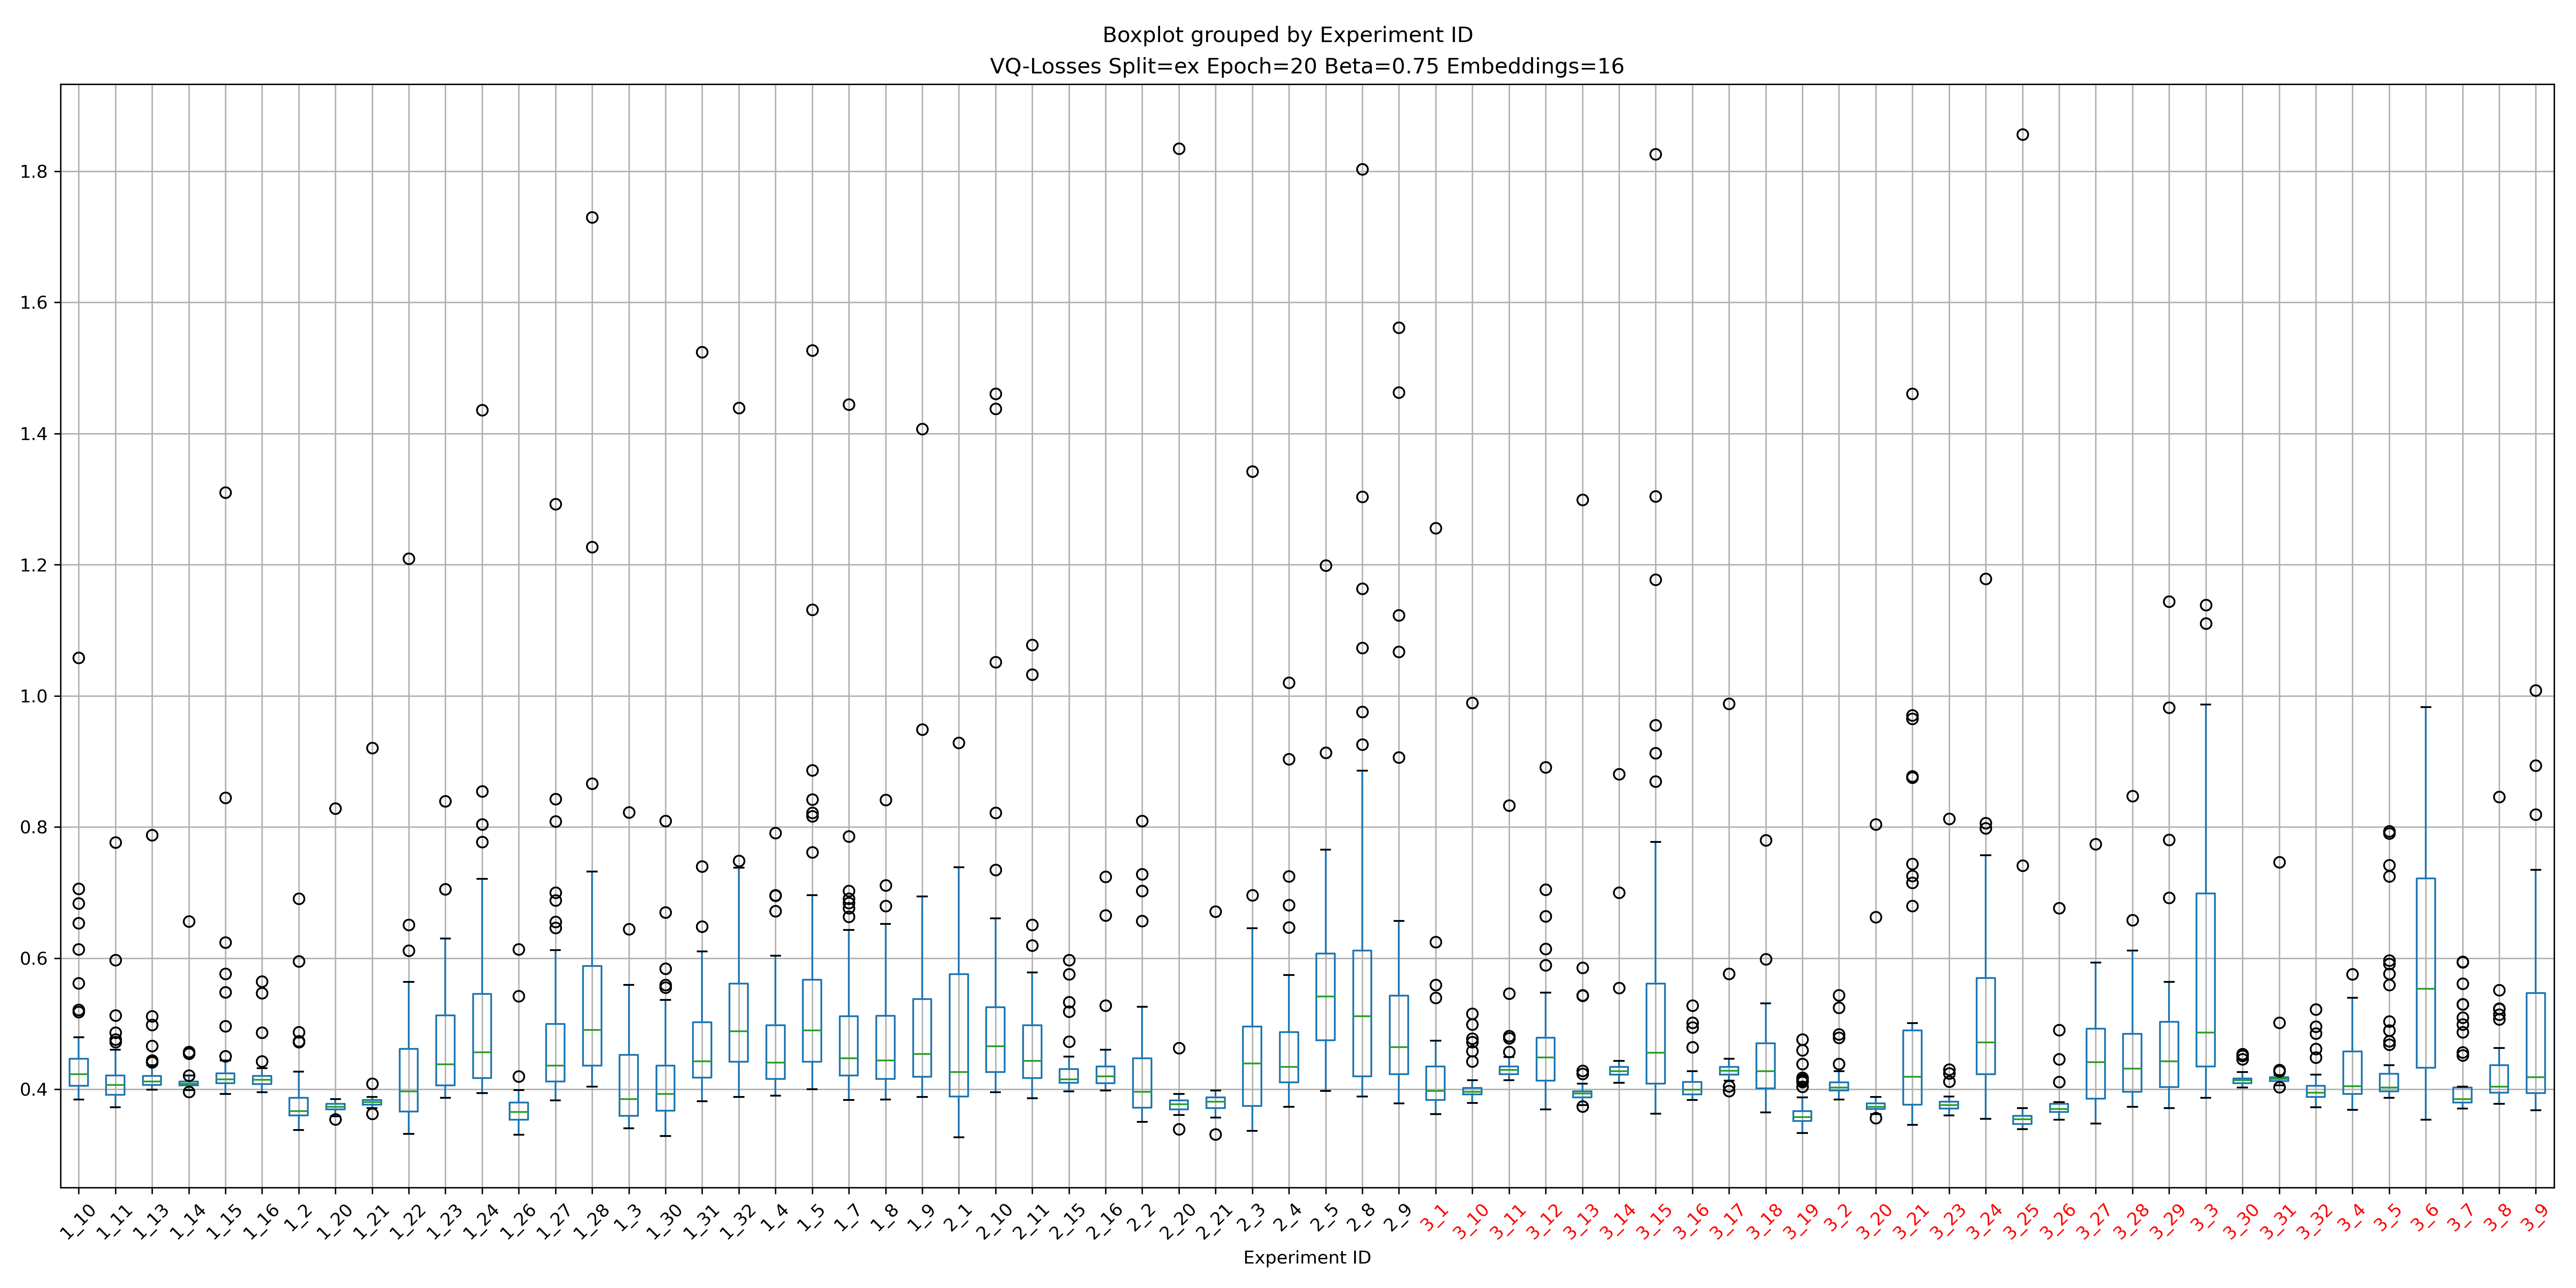 Boxplot grouped by Experiment ID
VQ-Losses Split=ex Epoch=20 Beta=0.75 Embeddings=16
1.8
1.6
1.4
1.2
1.0
0.8
0.6
0.4
1_10 1_11 1_13 1_14 1_15 1_16 1_2 1_20 1_21 1_22 1_23 1_24 1_26 1_27 1_28 1_3 1_30 1_31 1_32 1_4 1_5 1_7 1_8 1_9 2_1 2_10 2_11 2_15 2_16 2_2 2_20 2_21 2_3 2_4 2_5 2_8 2_9 3_1 3_10 3_11 3_12 3_13 3_14 3_15 3_16 3_17 3_18 3_19 3_2 3_20 3_21 3_23 3_24 3_25 3_26 3_27 3_28 3_29 3_3 3_30 3_31 3_32 3_4 3_5 3_6 3_7 3_8 3_9
Experiment ID